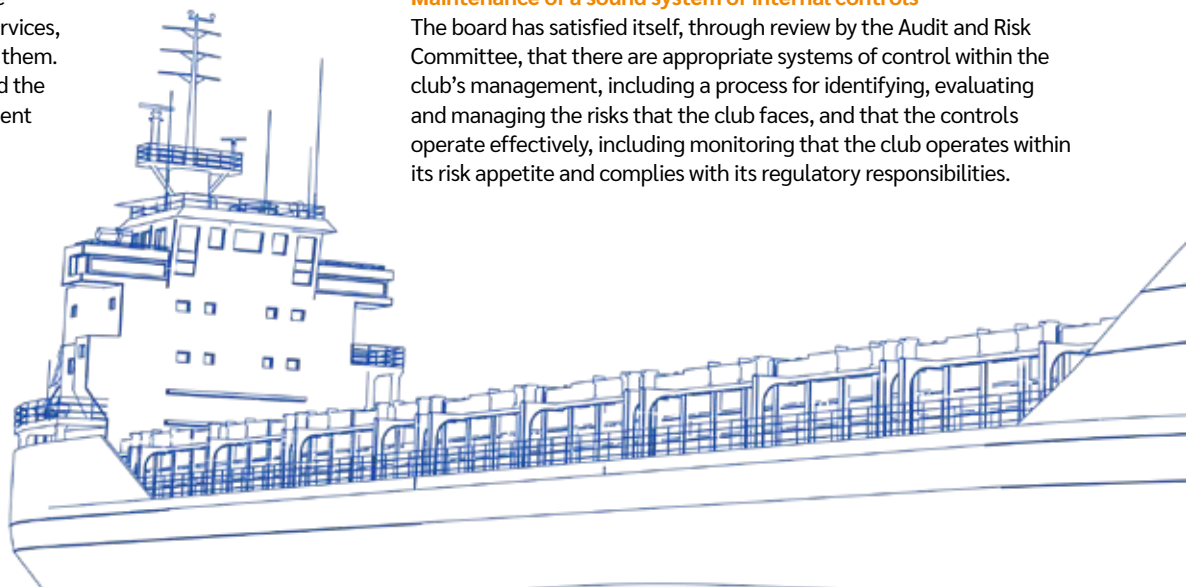 rvices,
them.
d the
ent
Maintenance of a sound system of internal controls
The board has satisfied itself, through review by the Audit and Risk
Committee, that there are appropriate systems of control within the
club’s management, including a process for identifying, evaluating
and managing the risks that the club faces, and that the controls
operate effectively, including monitoring that the club operates within
its risk appetite and complies with its regulatory responsibilities.